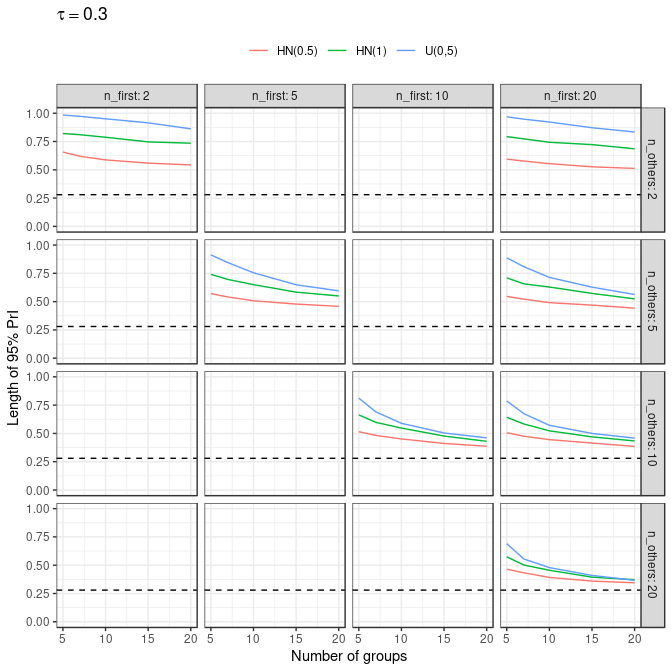 τ = 0.3
HN(0.5) HN(1) U(0,5)
n_first: 2 n_first: 5 n_first: 10 n_first: 20
1.00
0.75
0.50
0.25
0.00
n_others: 2
1.00
0.75
0.50
0.25
0.00
n_others: 5
1.00
0.75
0.50
0.25
0.00
n_others: 10
1.00
0.75
0.50
0.25
0.00
n_others: 20
Length of 95% PrI
5 10 15 20 5 10 15 20 5 10 15 20 5 10 15 20
Number of groups